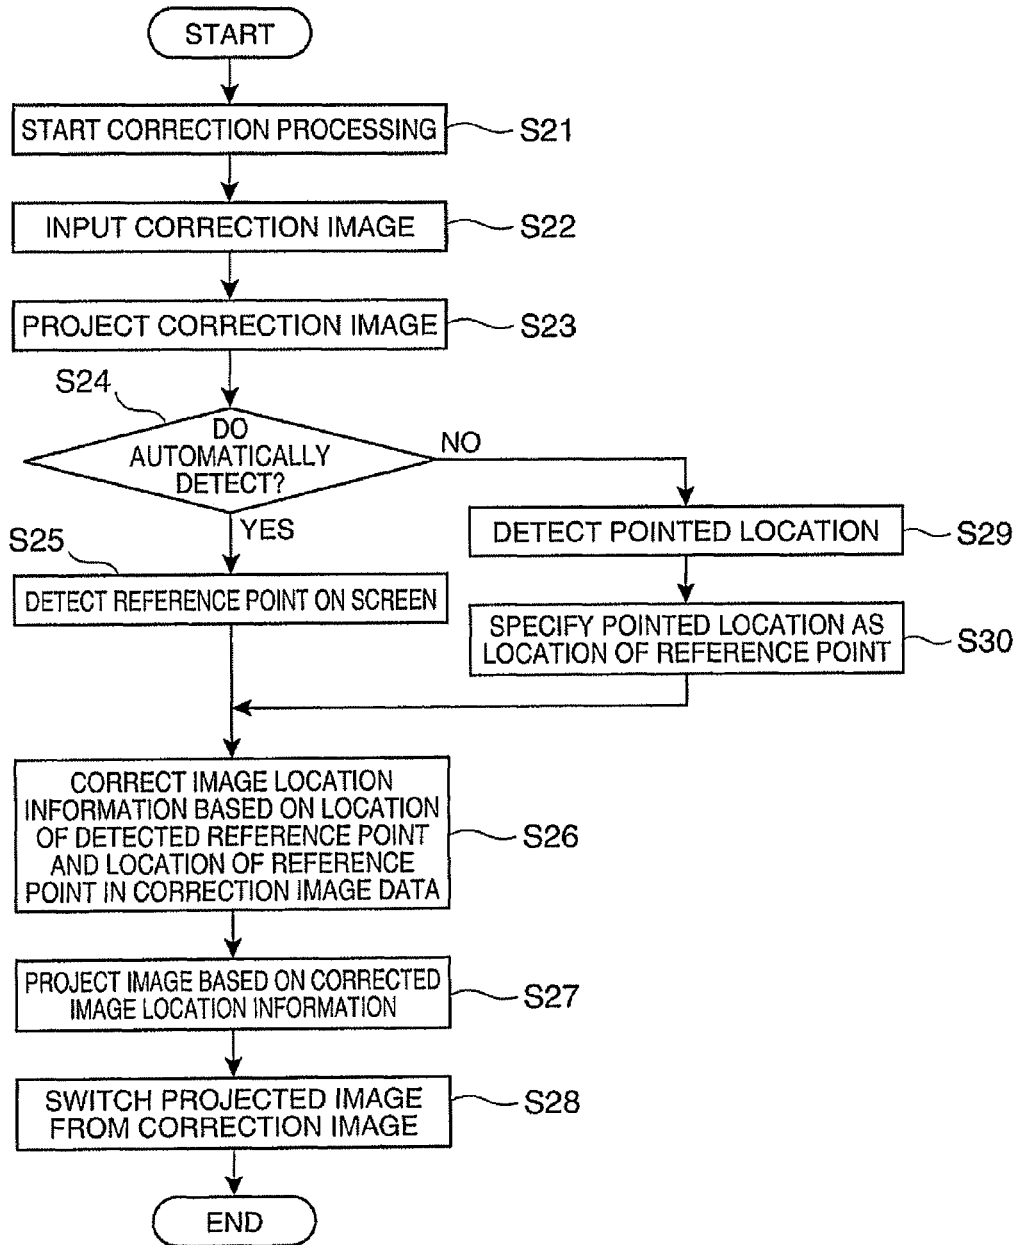 START
START CORRECTION PROCESSING
S21
INPUT CORRECTION IMAGE
S22
PROJECT CORRECTION IMAGE
S23
S24
DO
AUTOMATICALLY
DETECT?
NO
YES
S25
DETECT REFERENCE POINT ON SCREEN
DETECT POINTED LOCATION
S29
SPECIFY POINTED LOCATION AS
LOCATION OF REFERENCE POINT
S30
CORRECT IMAGE LOCATION
INFORMATION BASED ON LOCATION
OF DETECTED REFERENCE POINT
AND LOCATION OF REFERENCE
POINT IN CORRECTION IMAGE DATA
S26
PROJECT IMAGE BASED ON CORRECTED
IMAGE LOCATION INFORMATION
S27
SWITCH PROJECTED IMAGE
FROM CORRECTION IMAGE
S28
END